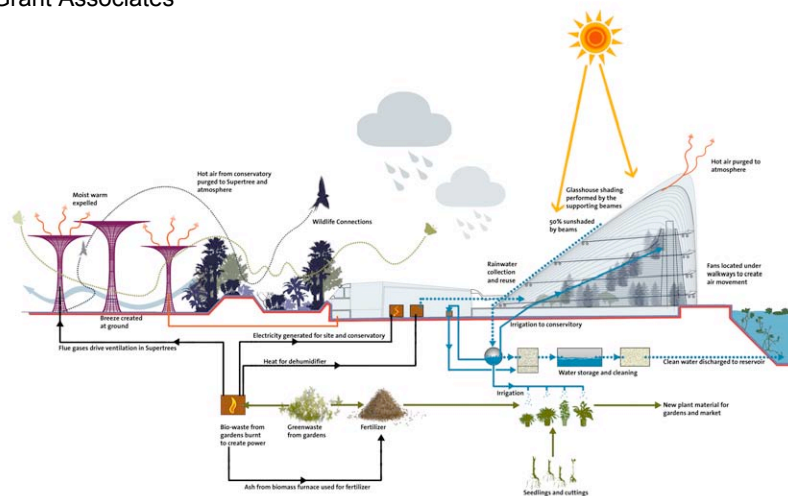 Grant Associates
Hot air from conservatory
purged to Supertree and
atmosphere
Moist warm
expelled
Wildlife Connections
Hot air purged to
atmosphere
Glasshouse shading
performed by the
supporting beams
50% sunshaded
by beams
Rainwater
collection
and reuse
Fans located under
walkways to create
air movement
Breeze created
at ground
Irrigation to conservitory
Electricity generated for site and conservatory
Flue gases drive ventilation in Supertrees
Heat for dehumidifier
Water storage and cleaning
Clean water discharged to reservoir
Irrigation
Bio-waste from
gardens burnt
to create power
Greenwaste
from gardens
Fertilizer
New plant material for
gardens and market
Ash from biomass furnace used for fertilizer
Seedlings and cuttings